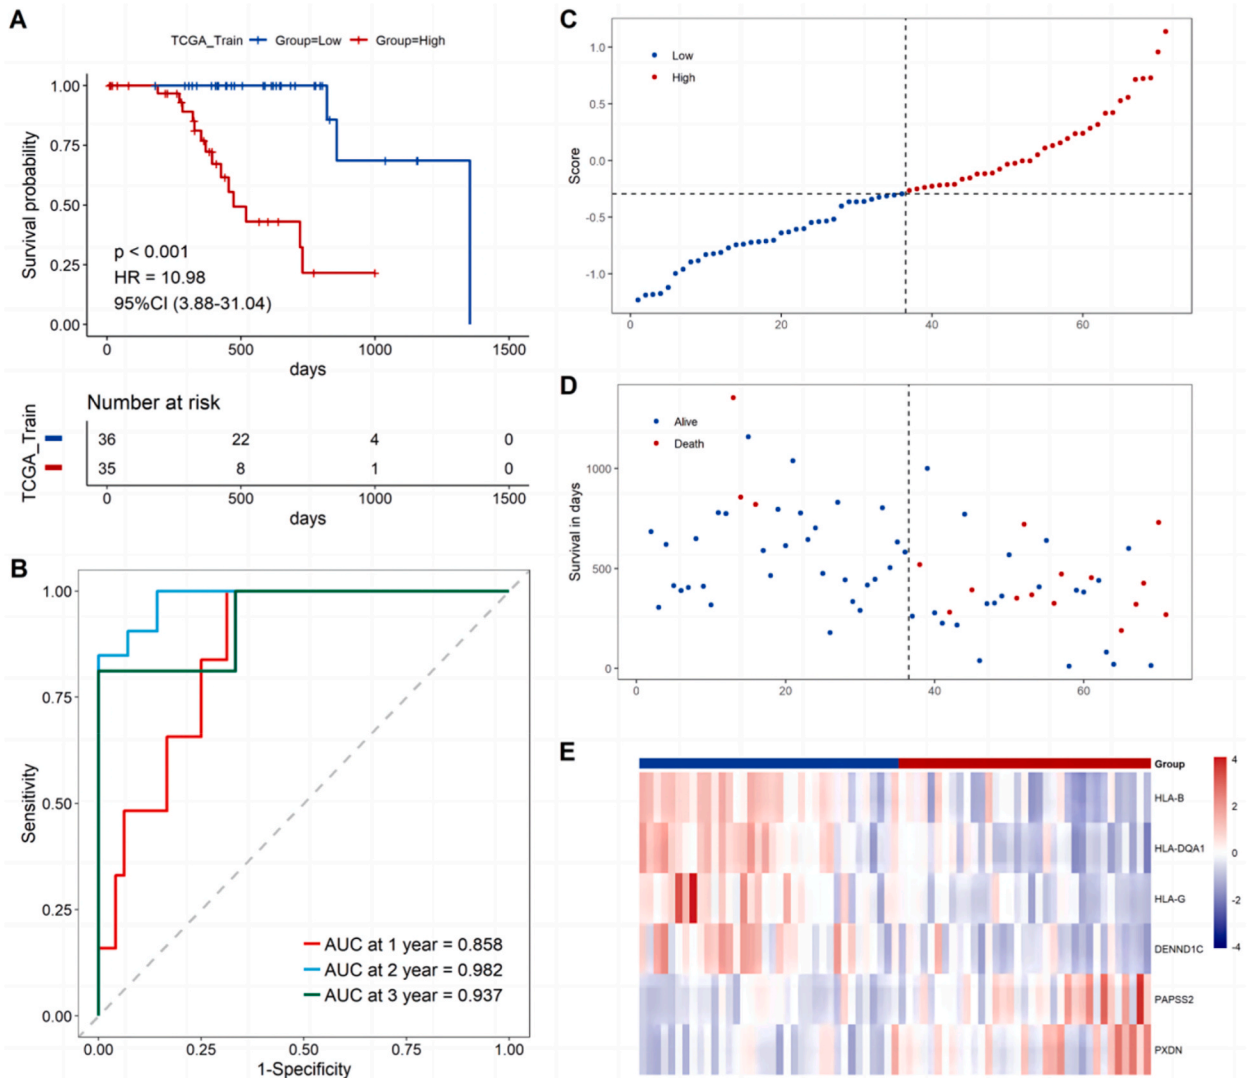 A
TCGA_Train Group=Low Group=High
1.00
0.75
0.50
0.25
0.00
Survival probability
p < 0.001
HR = 10.98
95%CI (3.88-31.04)
0 500 1000 1500
days
Number at risk
TCGA_Train
36 22 4 0
35 8 1 0
0 500 1000 1500
days
B
1.00
0.75
0.50
0.25
0.00
Sensitivity
AUC at 1 year = 0.858
AUC at 2 year = 0.982
AUC at 3 year = 0.937
0.00 0.25 0.50 0.75 1.00
1-Specificity
C
Low
High
1.0
0.5
0.0
-0.5
-1.0
Score
0 20 40 60
D
Alive
Death
1000
500
0
Survival in days
0 20 40 60
E
Group
HLA-B
HLA-DQA1
HLA-G
DENND1C
PAPSS2
PXDN
4
2
0
-2
-4